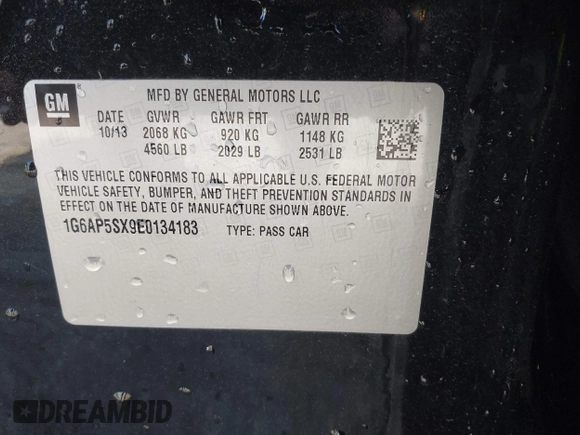 GM
MFD BY GENERAL MOTORS LLC
DATE GVWR GAWR FRT GAWR RR
10/13 2068 KG 920 KG 1148 KG
4560 LB 2029 LB 2531 LB
THIS VEHICLE CONFORMS TO ALL APPLICABLE U.S. FEDERAL MOTOR
VEHICLE SAFETY, BUMPER, AND THEFT PREVENTION STANDARDS IN
EFFECT ON THE DATE OF MANUFACTURE SHOWN ABOVE.
1G6AP5SX9E0134183 TYPE: PASS CAR
DREAMBID